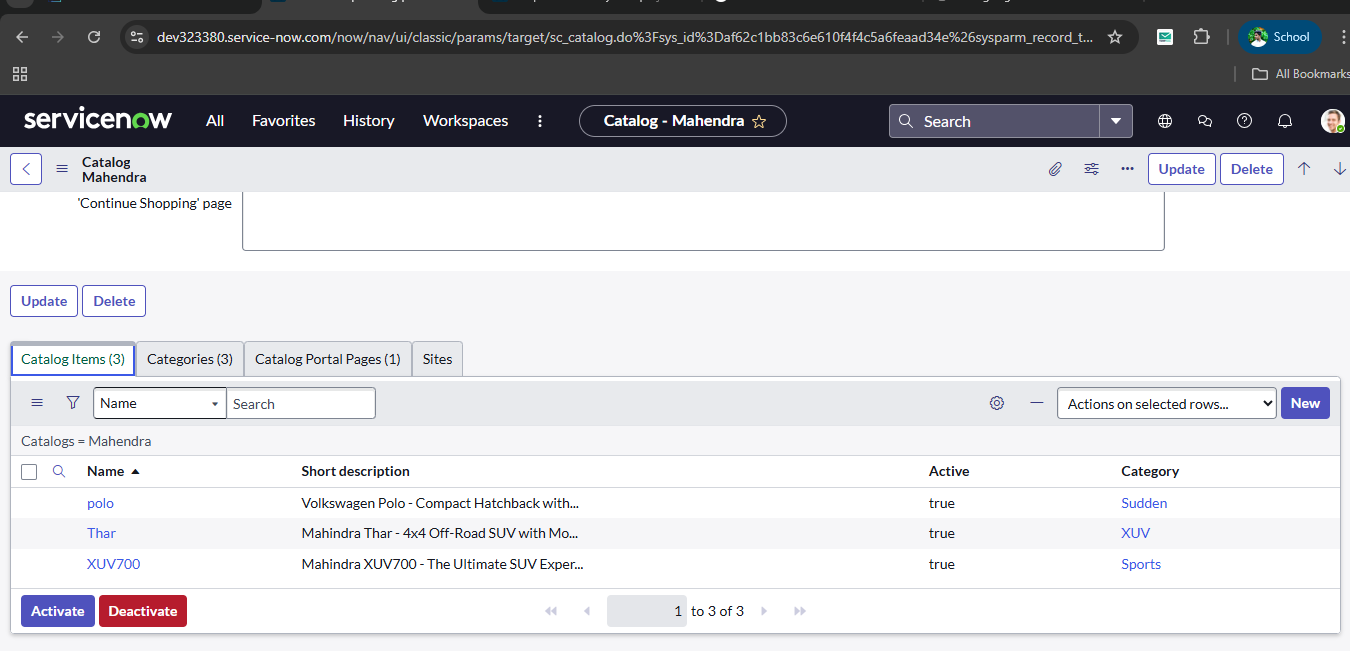 dev323380.service-now.com/now/nav/ui/classic/params/target/sc_catalog.do%3Fsys_id%3Daf62c1bb83c6e610f4f4c5a6feaad34e%26sysparm_record_t...
School
All Bookmarks
servicenow All Favorites History Workspaces Catalog - Mahendra Search
Catalog
Mahendra
Update Delete
'Continue Shopping' page
Update Delete
Catalog Items (3) Categories (3) Catalog Portal Pages (1) Sites
Name Search Actions on selected rows... New
Catalogs = Mahendra
Name Short description Active Category
polo Volkswagen Polo - Compact Hatchback with... true Sudden
Thar Mahindra Thar - 4x4 Off-Road SUV with Mo... true XUV
XUV700 Mahindra XUV700 - The Ultimate SUV Exper... true Sports
Activate Deactivate 1 to 3 of 3